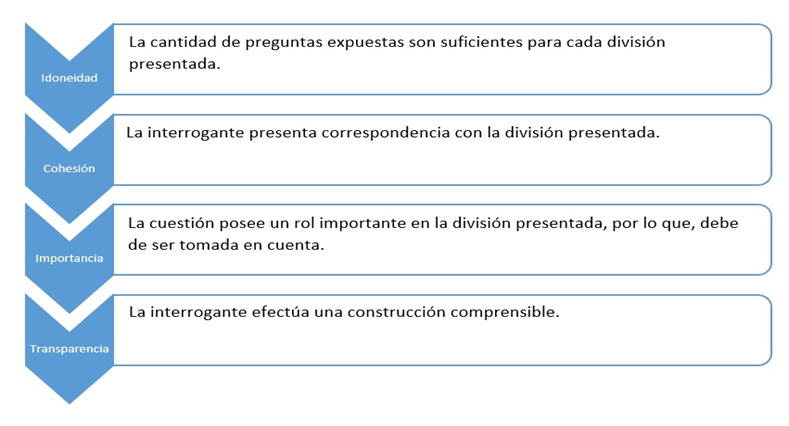 Idoneidad
La cantidad de preguntas expuestas son suficientes para cada división
presentada.
Cohesión
La interrogante presenta correspondencia con la división presentada.
Importancia
La cuestión posee un rol importante en la división presentada, por lo que, debe
de ser tomada en cuenta.
Transparencia
La interrogante efectúa una construcción comprensible.